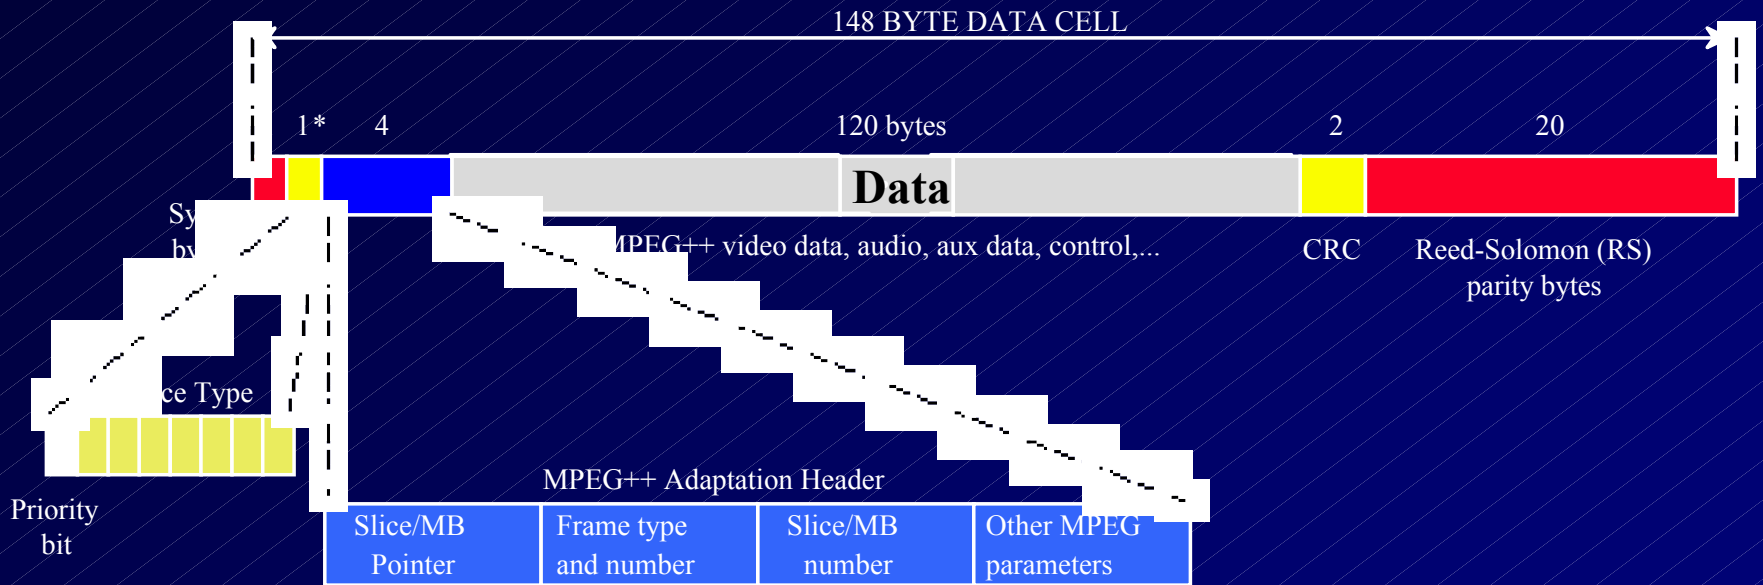 148 BYTE DATA CELL
1* 4 120 bytes 2 20
Data
MPEG++ video data, audio, aux data, control,...
CRC
Reed-Solomon (RS)
parity bytes
Type
MPEG++ Adaptation Header
Priority
bit
Slice/MB
Pointer
Frame type
and number
Slice/MB
number
Other MPEG
parameters